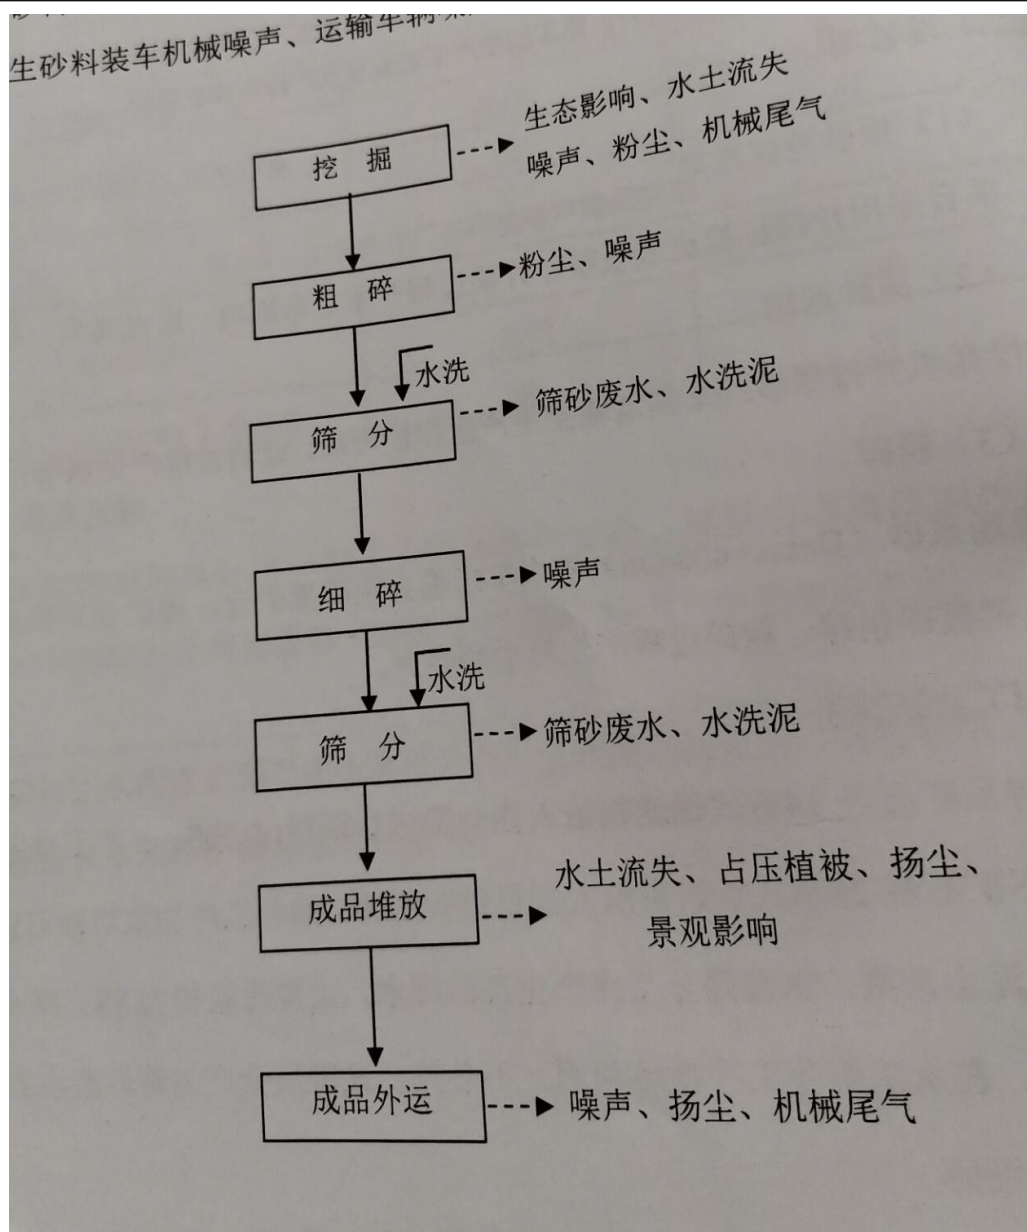 生砂料装车机械噪声、运输车辆噪
生态影响、水土流失
挖 掘
噪声、粉尘、机械尾气
粗 碎
粉尘、噪声
水洗
筛 分
筛砂废水、水洗泥
细 碎
噪声
水洗
筛 分
筛砂废水、水洗泥
成品堆放
水土流失、占压植被、扬尘、
景观影响
成品外运
噪声、扬尘、机械尾气